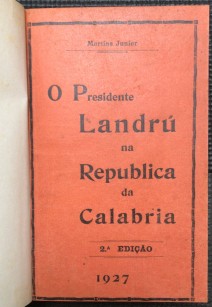 Martins Junior
O Presidente
Landrú
na
Republica
da
Calabria
2.ª EDIÇÃO
1927